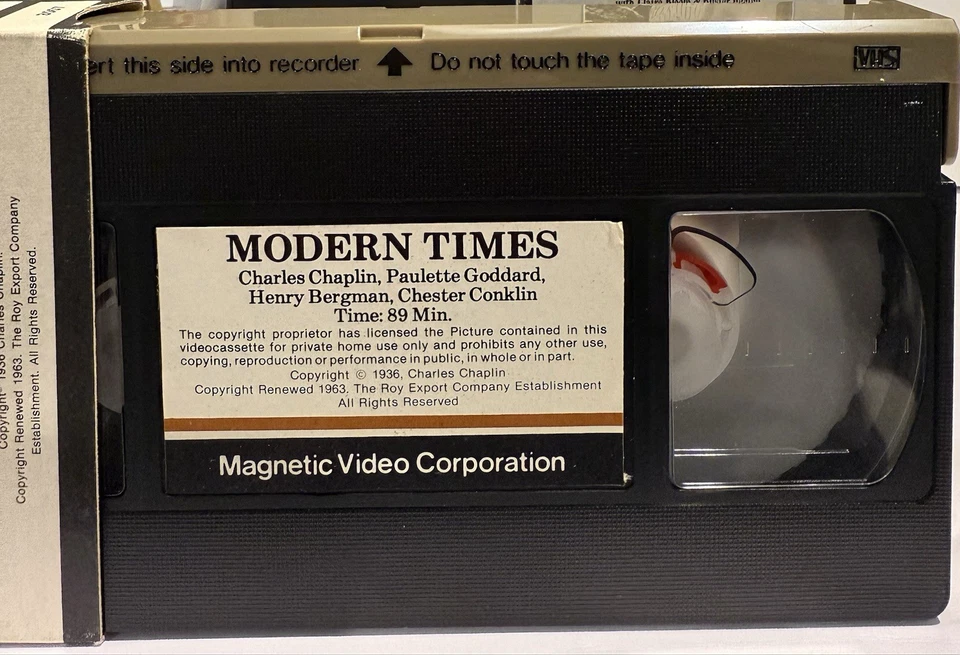 ert this side into recorder Do not touch the tape inside VHS
MODERN TIMES
Charles Chaplin, Paulette Goddard,
Henry Bergman, Chester Conklin
Time: 89 Min.
The copyright proprietor has licensed the Picture contained in this
videocassette for private home use only and prohibits any other use,
copying, reproduction or performance in public, in whole or in part.
Copyright © 1936, Charles Chaplin
Copyright Renewed 1963. The Roy Export Company Establishment
All Rights Reserved
Magnetic Video Corporation
Copyright 1936 Charles Chaplin.
Copyright Renewed 1963. The Roy Export Company
Establishment. All Rights Reserved.